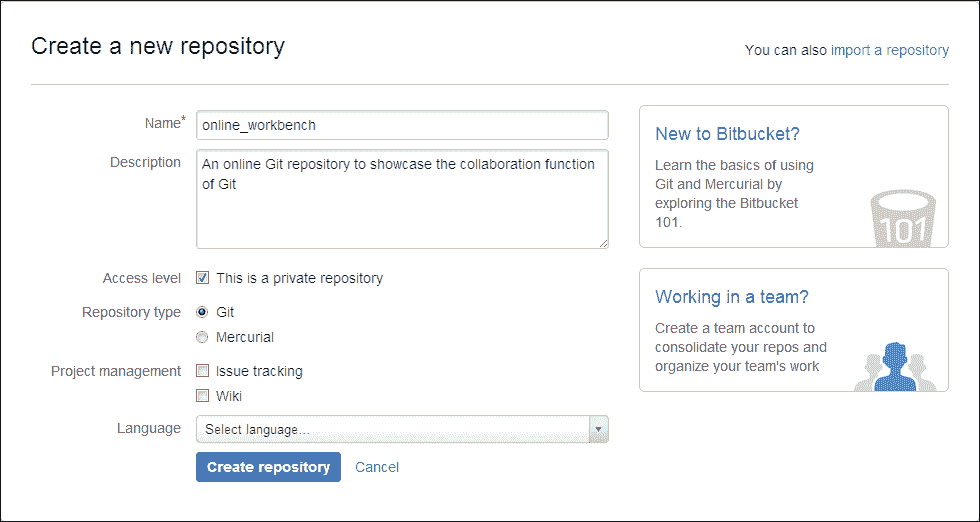 Create a new repository
You can also import a repository
Name*
online_workbench
Description
An online Git repository to showcase the collaboration function
of Git
Access level
This is a private repository
Repository type
Git
Mercurial
Project management
Issue tracking
Wiki
Language
Select language...
Create repository
Cancel
New to Bitbucket?
Learn the basics of using
Git and Mercurial by
exploring the Bitbucket
101.
101
Working in a team?
Create a team account to
consolidate your repos and
organize your team's work